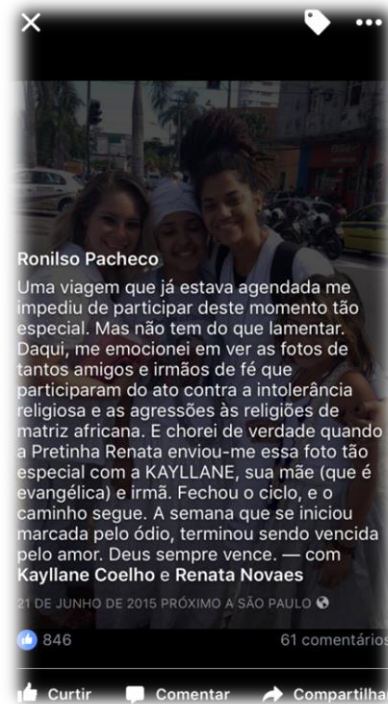 Ronilso Pacheco
Uma viagem que já estava agendada me
impediu de participar deste momento tão
especial. Mas não tem do que lamentar.
Daqui, me emocionei em ver as fotos de
tantos amigos e irmãos de fé que
participaram do ato contra a intolerância
religiosa e as agressões às religiões de
matriz africana. E chorei de verdade quando
a Pretinha Renata enviou-me essa foto tão
especial com a KAYLLANE, sua mãe (que é
evangélica) e irmã. Fechou o ciclo, e o
caminho segue. A semana que se iniciou
marcada pelo ódio, terminou sendo vencida
pelo amor. Deus sempre vence. — com
Kayllane Coelho e Renata Novaes
21 DE JUNHO DE 2015 PRÓXIMO A SÃO PAULO
846 61 comentários
Curtir Comentar Compartilhar